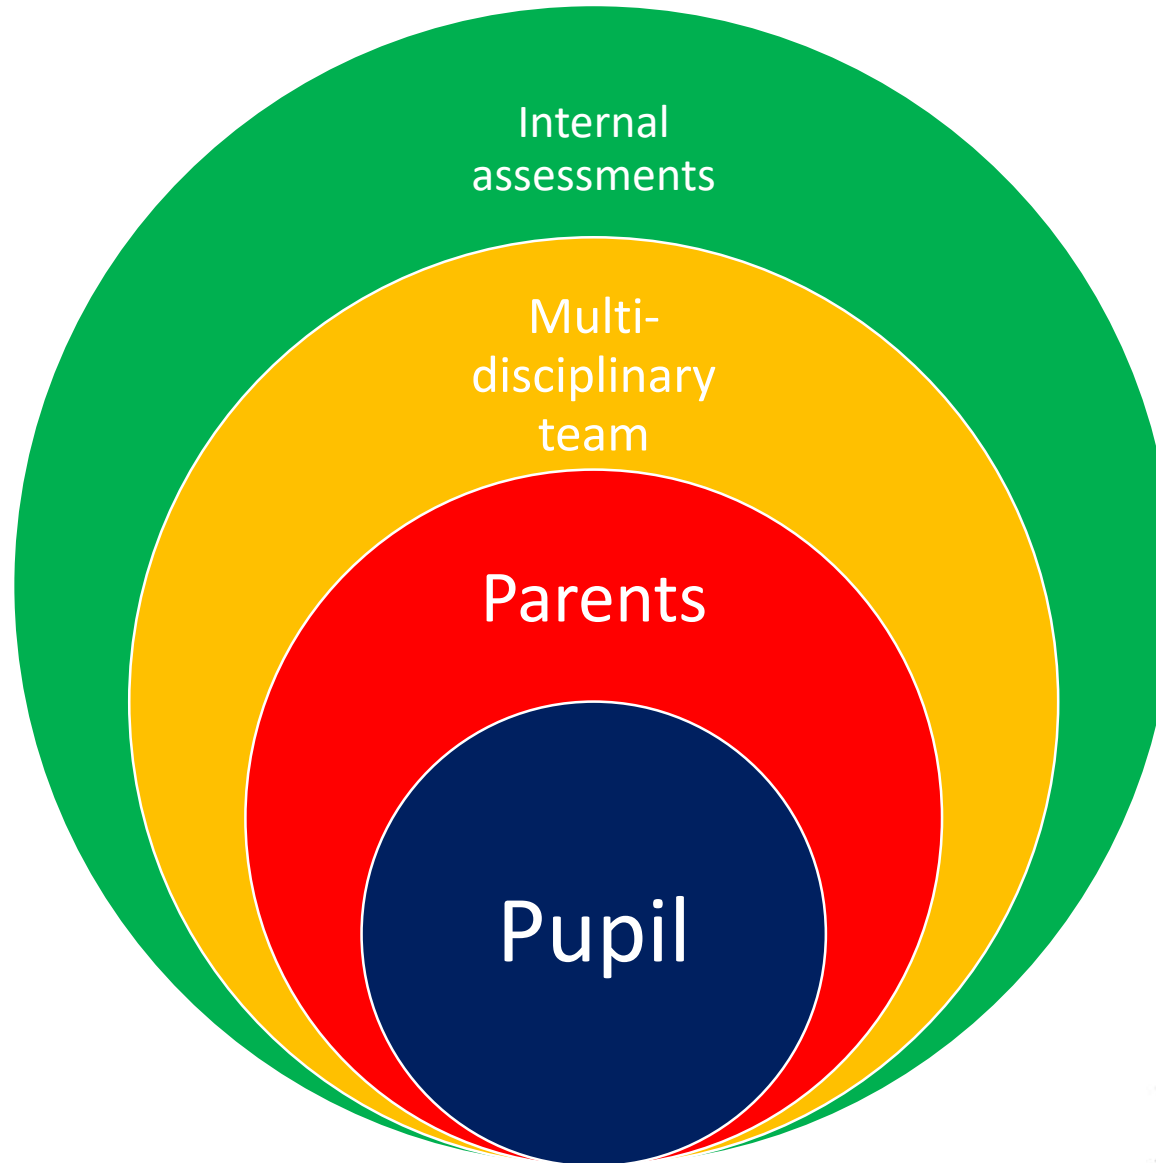 Internal
assessments
Multi-
disciplinary
team
Parents
Pupil